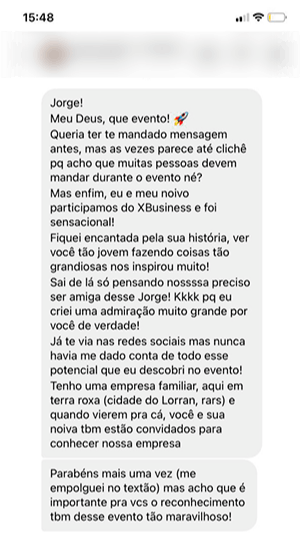 15:48
Jorge!
Meu Deus, que evento! 🚀
Queria ter te mandado mensagem
antes, mas as vezes parece até clichê
pq acho que muitas pessoas devem
mandar durante o evento né?
Mas enfim, eu e meu noivo
participamos do XBusiness e foi
sensacional!
Fiquei encantada pela sua história, ver
você tão jovem fazendo coisas tão
grandiosas nos inspirou muito!
Sai de lá só pensando nossssa preciso
ser amiga desse Jorge! Kkkk pq eu
criei uma admiração muito grande por
você de verdade!
Já te via nas redes sociais mas nunca
havia me dado conta de todo esse
potencial que eu descobri no evento!
Tenho uma empresa familiar, aqui em
terra roxa (cidade do Lorran, rars) e
quando vierem pra cá, você e sua
noiva tbm estão convidados para
conhecer nossa empresa
Parabéns mais uma vez (me
empolguei no textão) mas acho que é
importante pra vcs o reconhecimento
tbm desse evento tão maravilhoso!